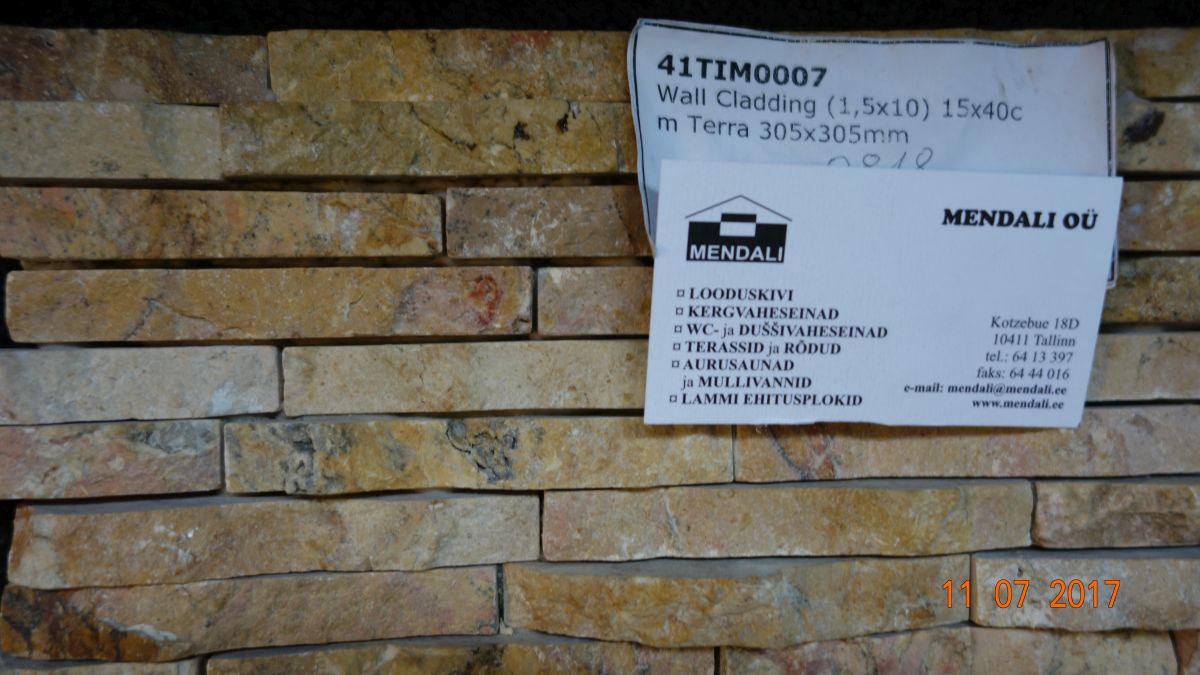 41TIM0007
Wall Cladding (1,5x10) 15x40c
m Terra 305x305mm
MENDALI
MENDALI OÜ
¤ LOODUSKIVI
¤ KERGVAHESEINAD
¤ WC- ja DUŠŠIVAHESEINAD
¤ TERASSID ja RÕDUD
¤ AURUSAUNAD
ja MULLIVANNID
¤ LAMMI EHITUSPLOKID
Kotzebue 18D
10411 Tallinn
tel.: 64 13 397
faks: 64 44 016
e-mail: mendali@mendali.ee
www.mendali.ee
11 07 2017